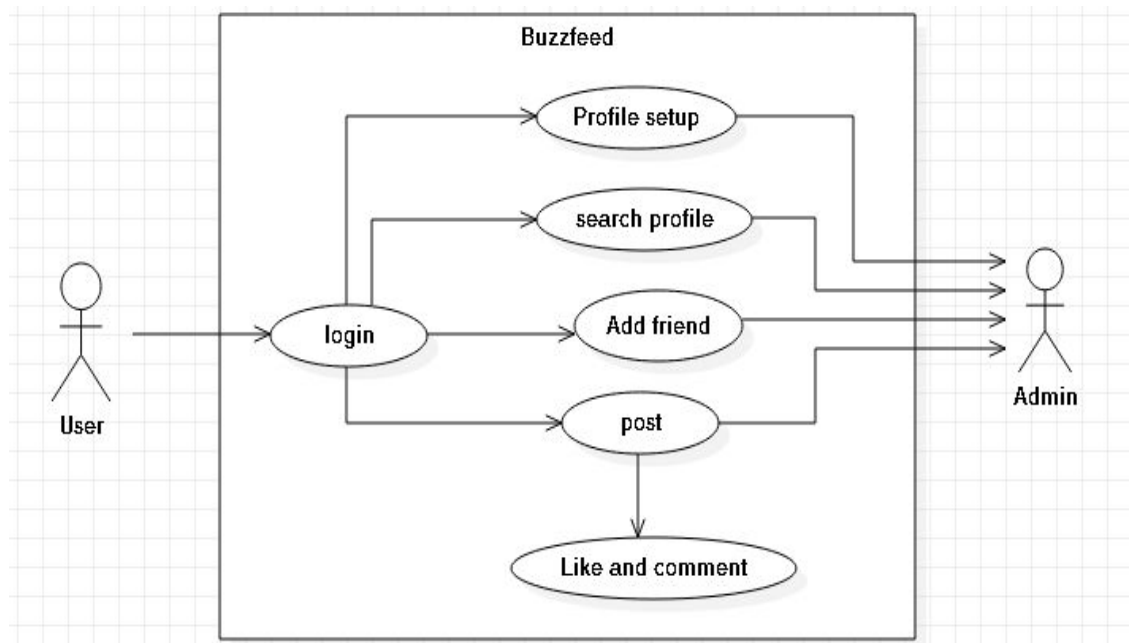 Buzzfeed
Profile setup
search profile
login
Add friend
User
Admin
post
Like and comment